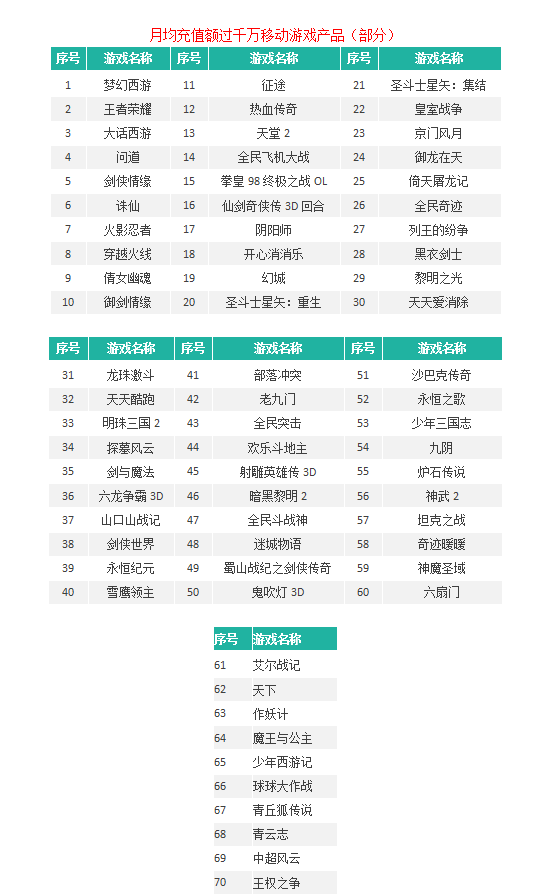 月均充值额过千万移动游戏产品（部分）
序号 游戏名称 序号 游戏名称 序号 游戏名称
1 梦幻西游 11 征途 21 圣斗士星矢：集结
2 王者荣耀 12 热血传奇 22 皇室战争
3 大话西游 13 天堂 2 23 京门风月
4 问道 14 全民飞机大战 24 御龙在天
5 剑侠情缘 15 拳皇 98 终极之战 OL 25 倚天屠龙记
6 诛仙 16 仙剑奇侠传 3D 回合 26 全民奇迹
7 火影忍者 17 阴阳师 27 列王的纷争
8 穿越火线 18 开心消消乐 28 黑衣剑士
9 倩女幽魂 19 幻城 29 黎明之光
10 御剑情缘 20 圣斗士星矢：重生 30 天天爱消除
序号 游戏名称 序号 游戏名称 序号 游戏名称
31 龙珠激斗 41 部落冲突 51 沙巴克传奇
32 天天酷跑 42 老九门 52 永恒之歌
33 明珠三国 2 43 全民突击 53 少年三国志
34 探墓风云 44 欢乐斗地主 54 九阴
35 剑与魔法 45 射雕英雄传 3D 55 炉石传说
36 六龙争霸 3D 46 暗黑黎明 2 56 神武 2
37 山口山战记 47 全民斗战神 57 坦克之战
38 剑侠世界 48 迷城物语 58 奇迹暖暖
39 永恒纪元 49 蜀山战纪之剑侠传奇 59 神魔圣域
40 雪鹰领主 50 鬼吹灯 3D 60 六扇门
序号 游戏名称
61 艾尔战记
62 天下
63 作妖计
64 魔王与公主
65 少年西游记
66 球球大作战
67 青丘狐传说
68 青云志
69 中超风云
70 王权之争